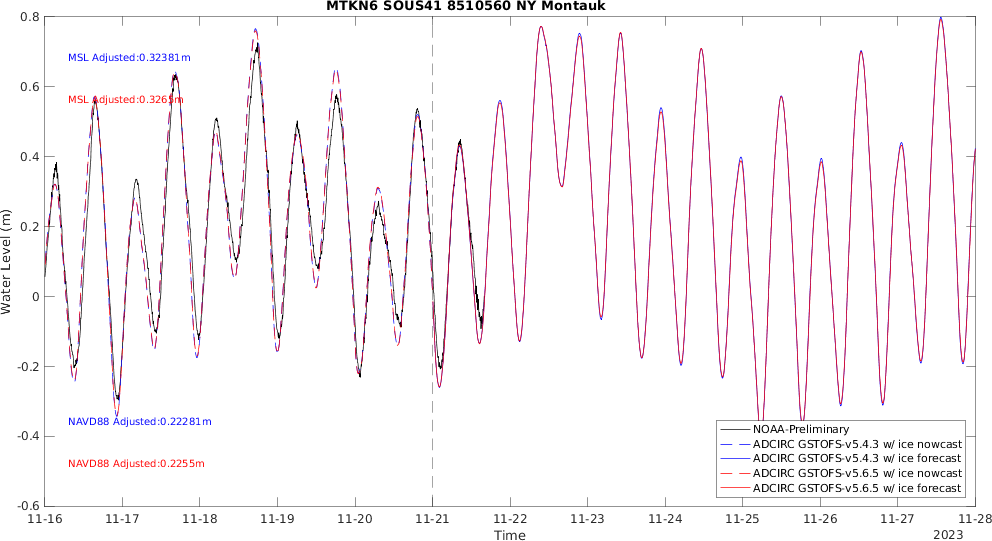 MTKN6 SOUS41 8510560 NY Montauk
0.8
0.6
0.4
0.2
0
-0.2
-0.4
-0.6
Water Level (m)
MSL Adjusted:0.32381m
MSL Adjusted:0.3265m
NAVD88 Adjusted:0.22281m
NAVD88 Adjusted:0.2255m
NOAA-Preliminary
ADCIRC GSTOFS-v5.4.3 w/ ice nowcast
ADCIRC GSTOFS-v5.4.3 w/ ice forecast
ADCIRC GSTOFS-v5.6.5 w/ ice nowcast
ADCIRC GSTOFS-v5.6.5 w/ ice forecast
11-16 11-17 11-18 11-19 11-20 11-21 11-22 11-23 11-24 11-25 11-26 11-27 11-28
Time
2023